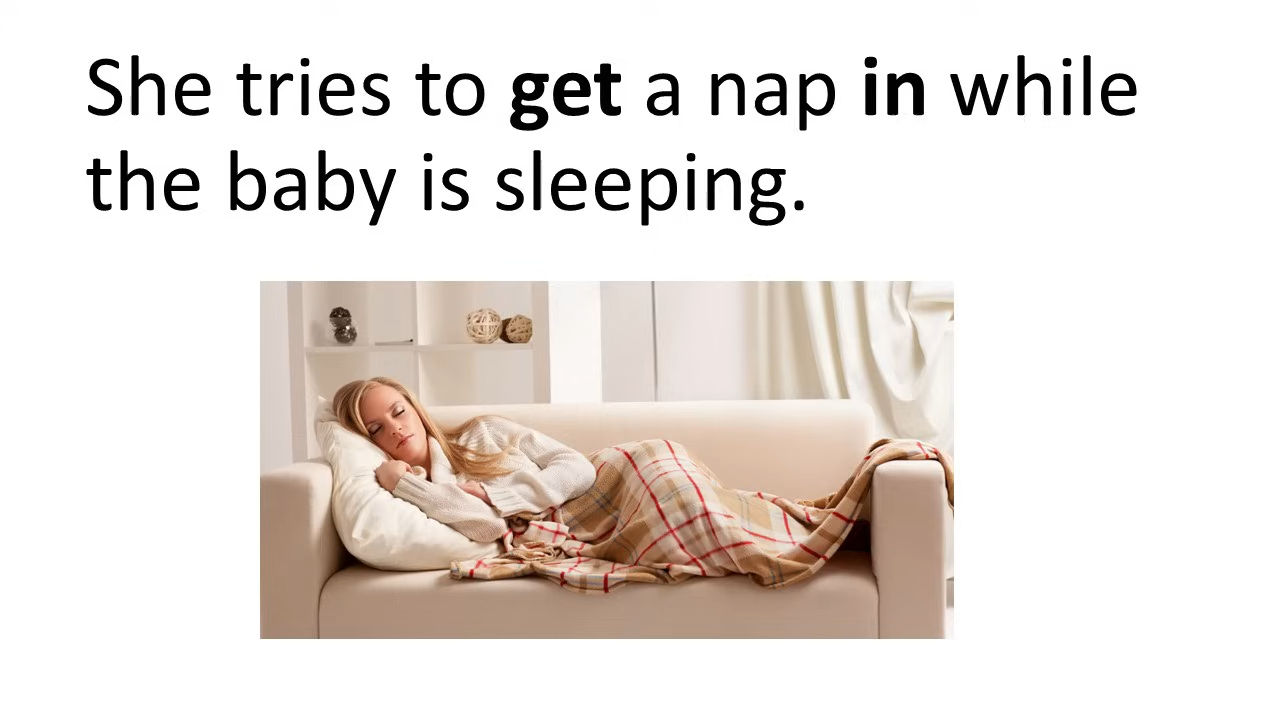 She tries to get a nap in while
the baby is sleeping.